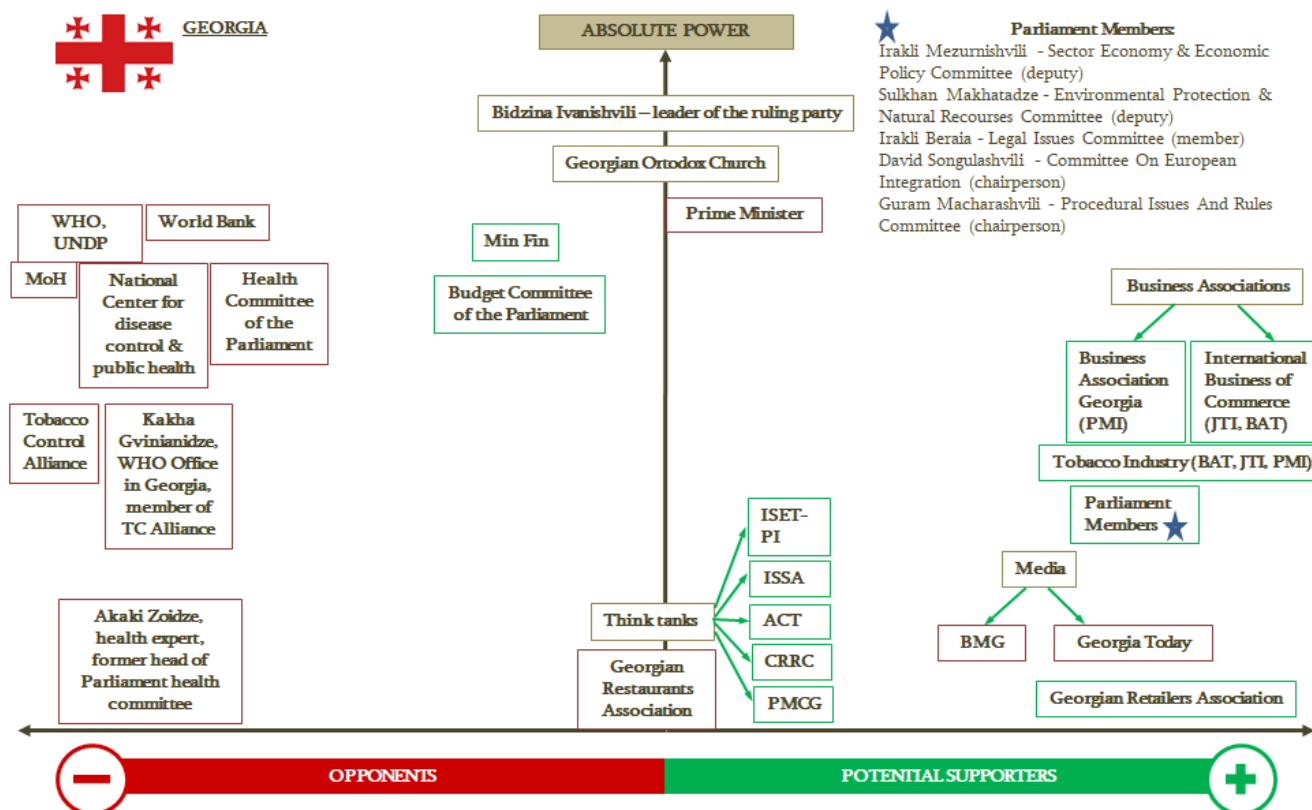 GEORGIA
ABSOLUTE POWER
Parliament Members:
Irakli Mezurnishvili - Sector Economy & Economic
Policy Committee (deputy)
Sulkhan Makhatadze - Environmental Protection &
Natural Recourses Committee (deputy)
Irakli Beraia - Legal Issues Committee (member)
David Songulashvili - Committee On European
Integration (chairperson)
Guram Macharashvili - Procedural Issues And Rules
Committee (chairperson)
Bidzina Ivanishvili – leader of the ruling party
Georgian Orthodox Church
Prime Minister
WHO,
UNDP
World Bank
Min Fin
MoH
National
Center for
disease
control &
public health
Health
Committee
of the
Parliament
Budget Committee
of the Parliament
Business Associations
Business
Association
Georgia
(PMI)
International
Business of
Commerce
(JTI, BAT)
Tobacco
Control
Alliance
Kakha
Gvinianidze,
WHO Office
in Georgia,
member of
TC Alliance
Tobacco Industry (BAT, JTI, PMI)
Parliament
Members
ISET-
PI
ISSA
ACT
CRRC
PMCG
Think tanks
Georgian
Restaurants
Association
Media
BMG
Georgia Today
Georgian Retailers Association
Akaki Zoidze,
health expert,
former head of
Parliament health
committee
OPPONENTS
POTENTIAL SUPPORTERS